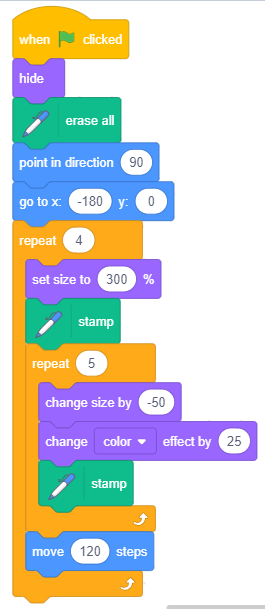 when clicked
hide
erase all
point in direction 90
go to x: -180 y: 0
repeat 4
set size to 300 %
stamp
repeat 5
change size by -50
change color effect by 25
stamp
move 120 steps